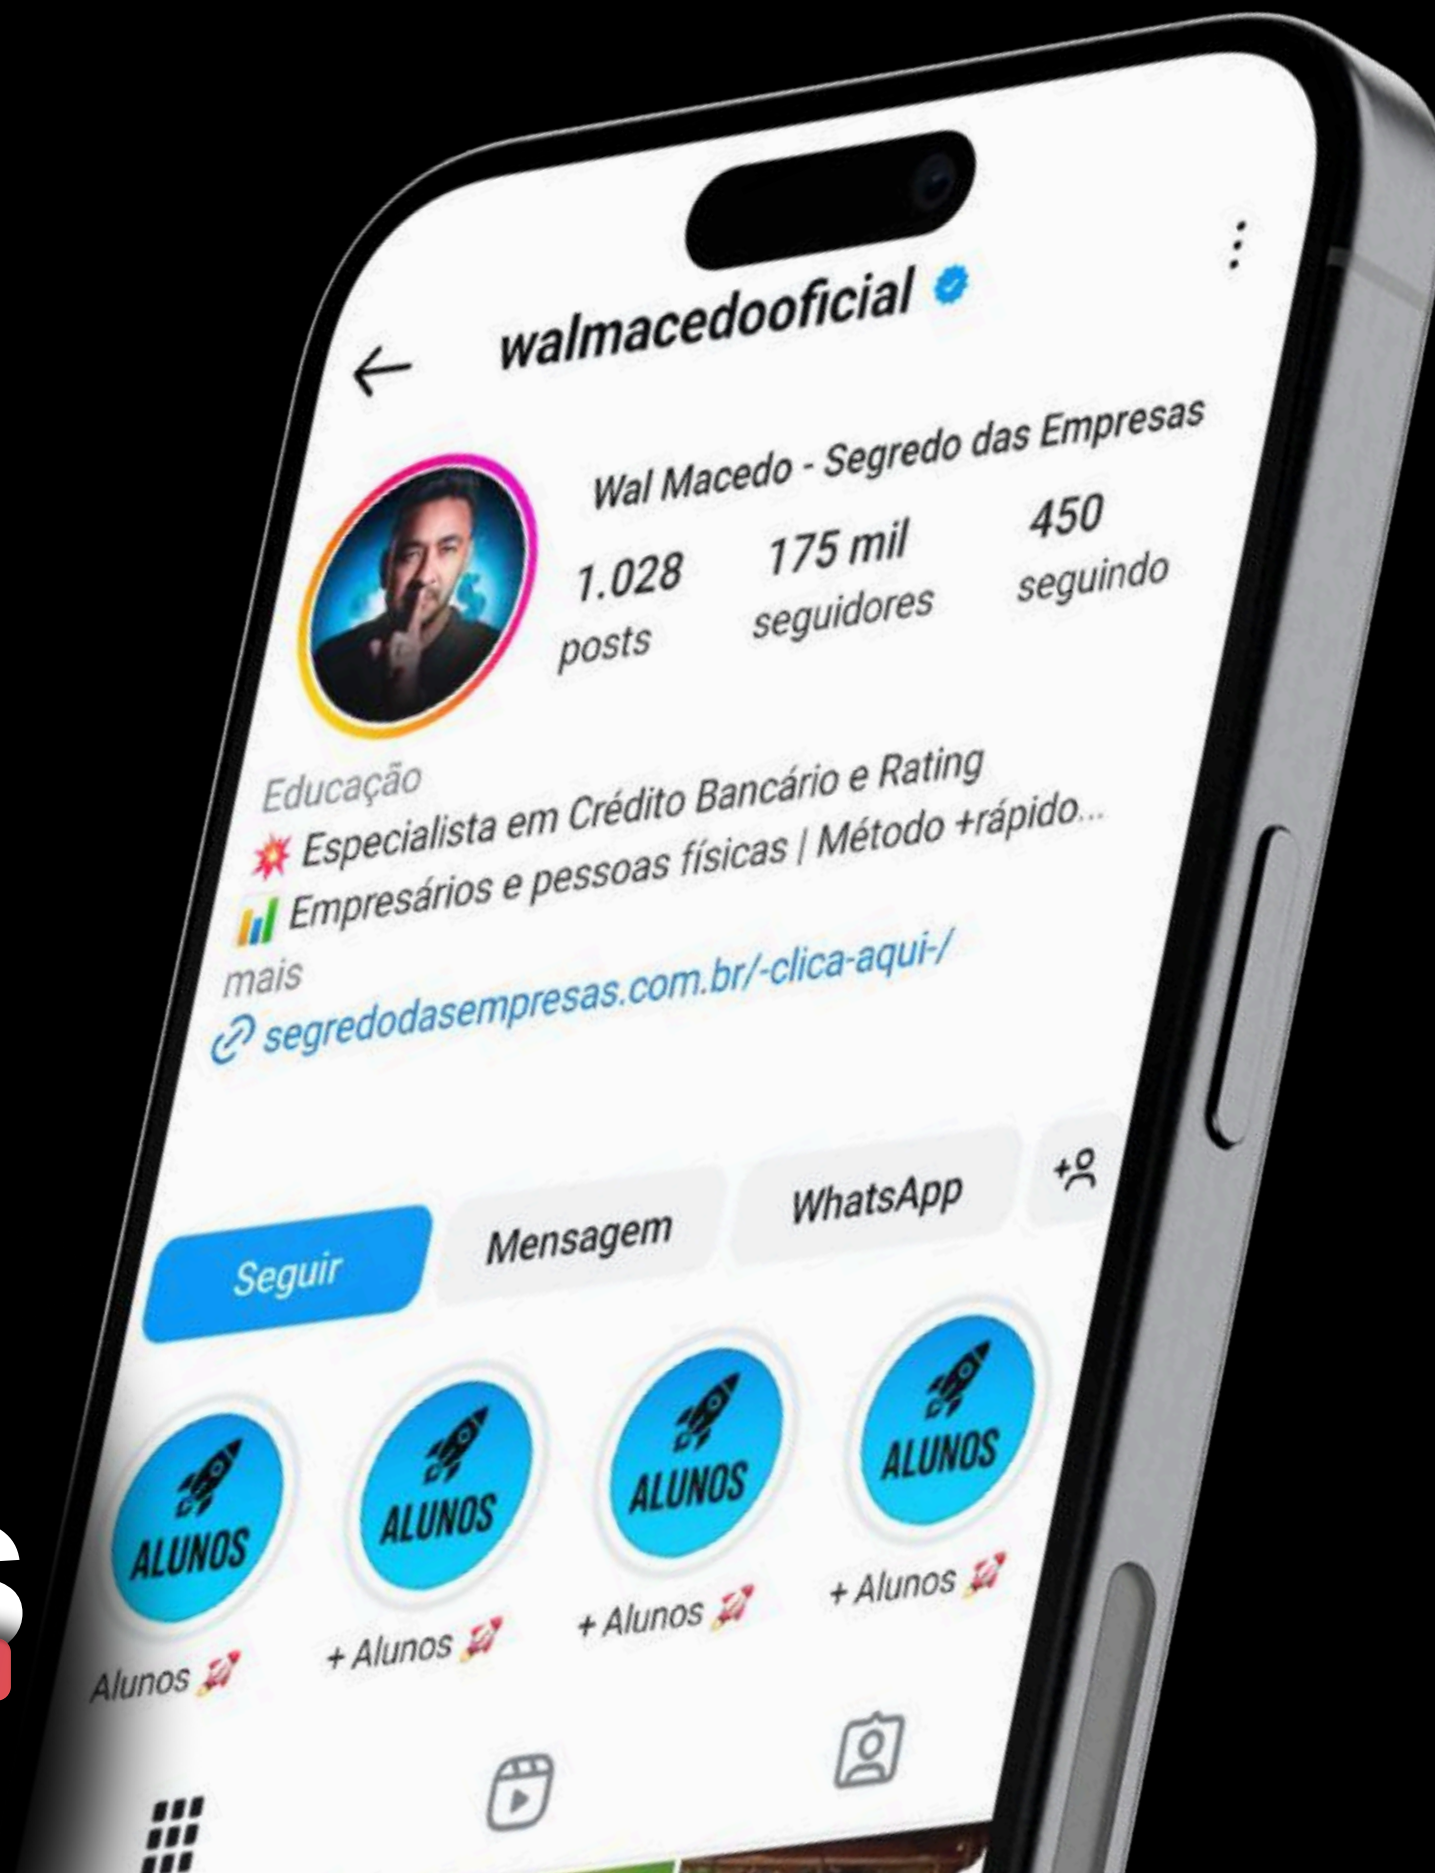 walmacedooficial
Wal Macedo - Segredo das Empresas
1.028 175 mil 450
posts seguidores seguindo
Educação
💥 Especialista em Crédito Bancário e Rating
📊 Empresários e pessoas físicas | Método +rápido...
mais
segredodasempresas.com.br/-clica-aqui-/
Seguir Mensagem WhatsApp
ALUNOS ALUNOS ALUNOS ALUNOS
Alunos 🚀 + Alunos 🚀 + Alunos 🚀 + Alunos 🚀
S